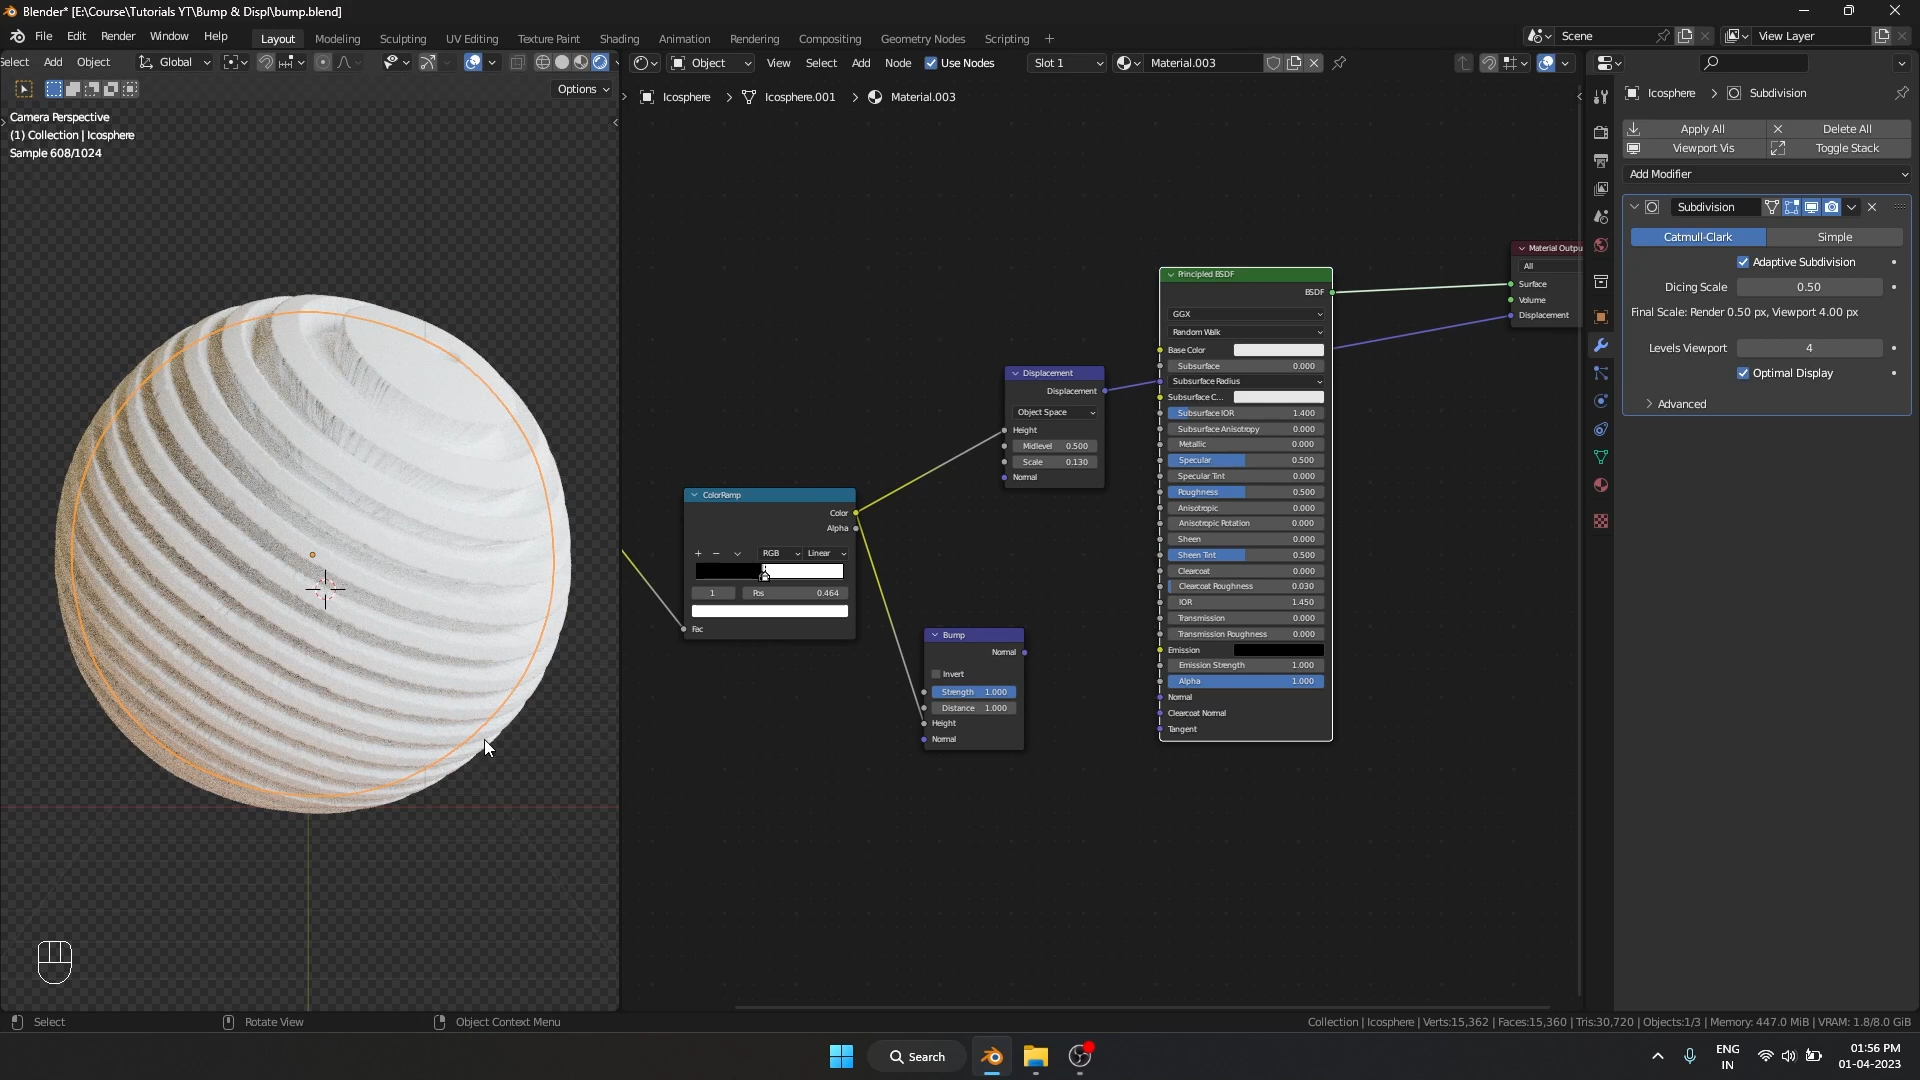 Blender* [E:\Course\Tutorials YT\Bump & Displ\bump.blend]
File Edit Render Window Help Layout Modeling Sculpting UV Editing Texture Paint Shading Animation Rendering Compositing Geometry Nodes Scripting + Scene View Layer
Select Add Object Global Object View Select Add Node Use Nodes Slot 1 Material.003
Options
Icosphere > Icosphere.001 > Material.003
Icosphere > Subdivision
Camera Perspective
(1) Collection | Icosphere
Sample 608/1024
Apply All Delete All
Viewport Vis Toggle Stack
Add Modifier
Subdivision
Catmull-Clark Simple
Adaptive Subdivision
Dicing Scale 0.50
Final Scale: Render 0.50 px, Viewport 4.00 px
Levels Viewport 4
Optimal Display
Advanced
Material Outpu
All
Surface
Volume
Displacement
Principled BSDF
BSDF
GGX
Random Walk
Base Color
Subsurface 0.000
Subsurface Radius
Subsurface C...
Subsurface IOR 1.400
Subsurface Anisotropy 0.000
Metallic 0.000
Specular 0.500
Specular Tint 0.000
Roughness 0.500
Anisotropic 0.000
Anisotropic Rotation 0.000
Sheen 0.000
Sheen Tint 0.500
Clearcoat 0.000
Clearcoat Roughness 0.030
IOR 1.450
Transmission 0.000
Transmission Roughness 0.000
Emission
Emission Strength 1.000
Alpha 1.000
Normal
Clearcoat Normal
Tangent
Displacement
Displacement
Object Space
Height
Midlevel 0.500
Scale 0.130
Normal
ColorRamp
Color
Alpha
+ − RGB Linear
1 Pos 0.464
Fac
Bump
Normal
Invert
Strength 1.000
Distance 1.000
Height
Normal
Select Rotate View Object Context Menu
Collection | Icosphere | Verts:15,362 | Faces:15,360 | Tris:30,720 | Objects:1/3 | Memory: 447.0 MiB | VRAM: 1.8/8.0 GiB
Search
ENG
IN
01:56 PM
01-04-2023